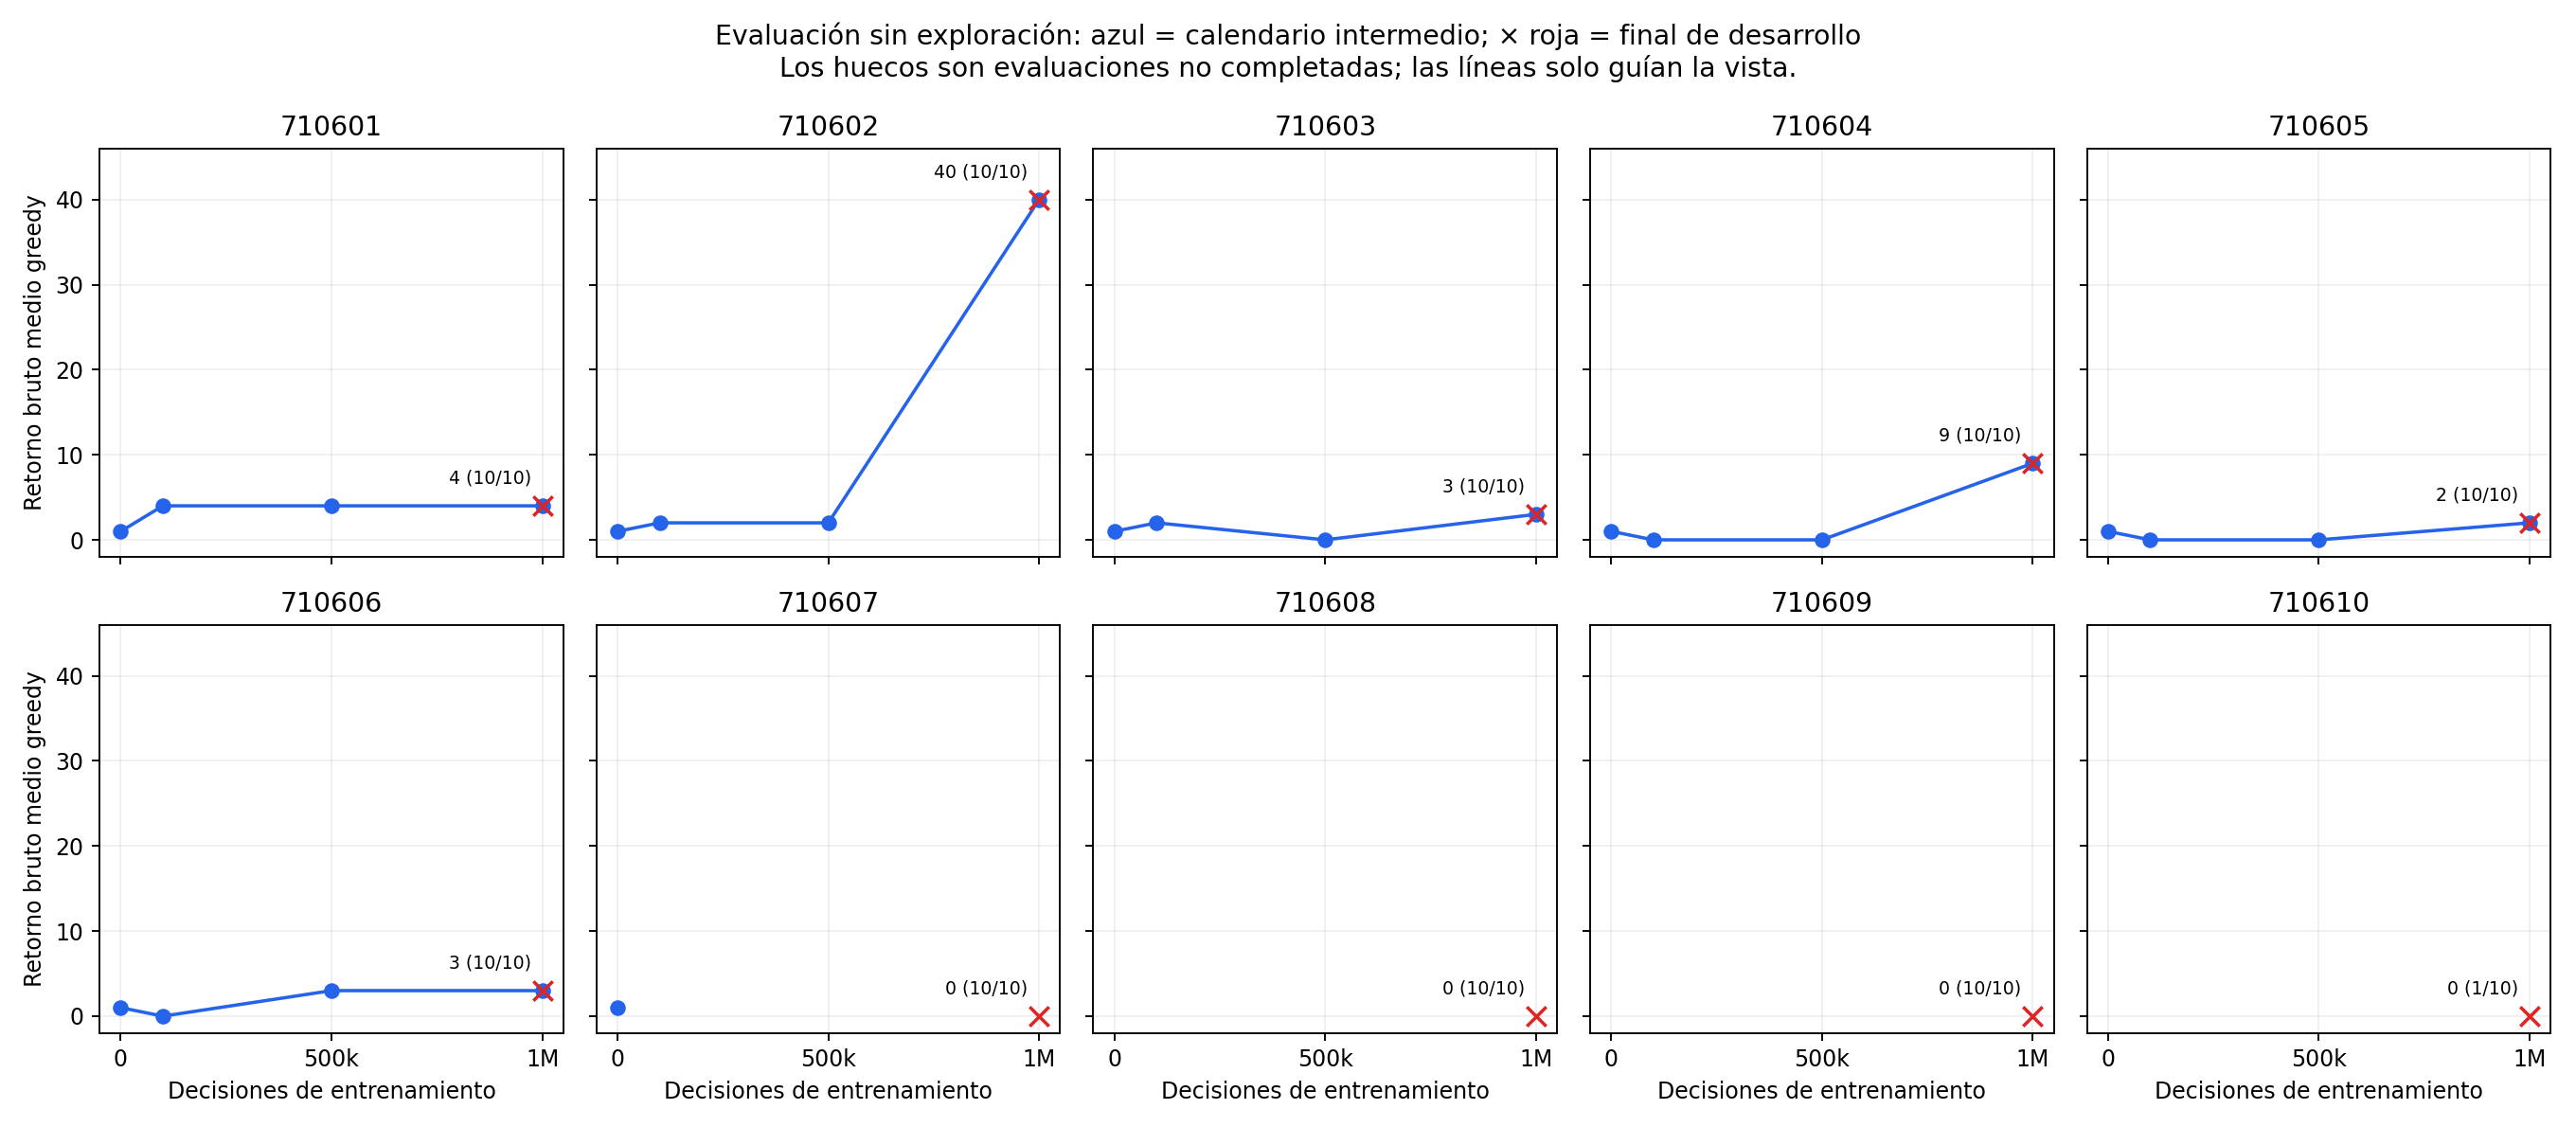 Evaluación sin exploración: azul = calendario intermedio; × roja = final de desarrollo
Los huecos son evaluaciones no completadas; las líneas solo guían la vista.
710601
710602
710603
710604
710605
Retorno bruto medio greedy
40
30
20
10
0
4 (10/10)
40 (10/10)
3 (10/10)
9 (10/10)
2 (10/10)
710606
710607
710608
710609
710610
Retorno bruto medio greedy
40
30
20
10
0
3 (10/10)
0 (10/10)
0 (10/10)
0 (10/10)
0 (1/10)
0 500k 1M
0 500k 1M
0 500k 1M
0 500k 1M
0 500k 1M
Decisiones de entrenamiento
Decisiones de entrenamiento
Decisiones de entrenamiento
Decisiones de entrenamiento
Decisiones de entrenamiento